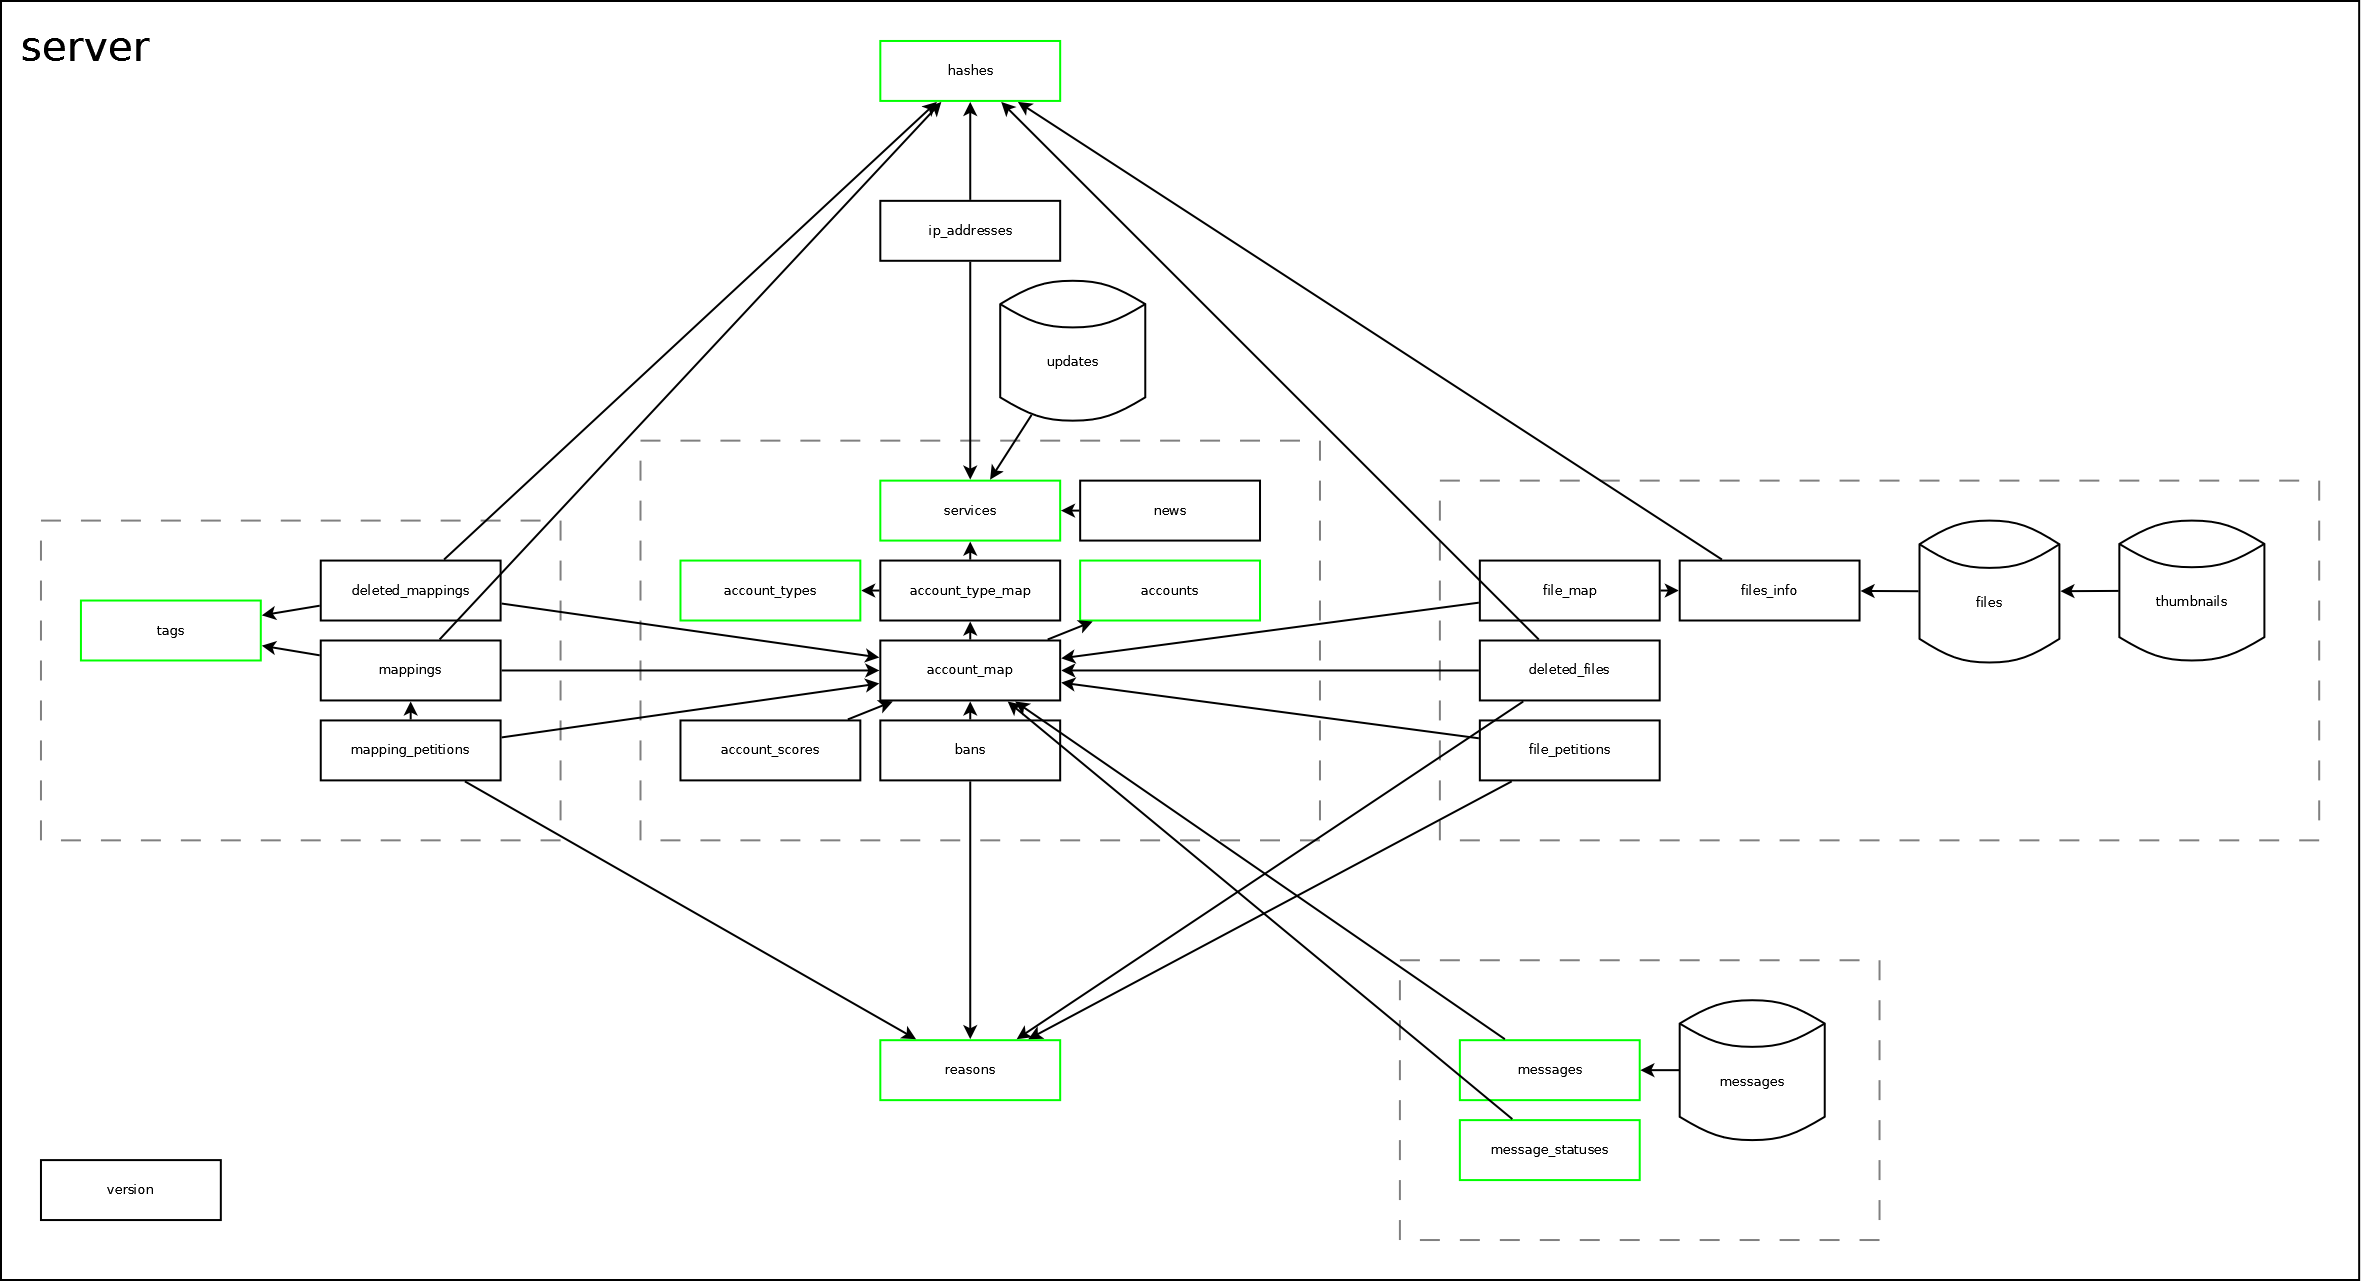 server
hashes
ip_addresses
updates
services
news
account_types
account_type_map
accounts
account_map
account_scores
bans
tags
deleted_mappings
mappings
mapping_petitions
file_map
files_info
files
thumbnails
deleted_files
file_petitions
reasons
messages
messages
message_statuses
version